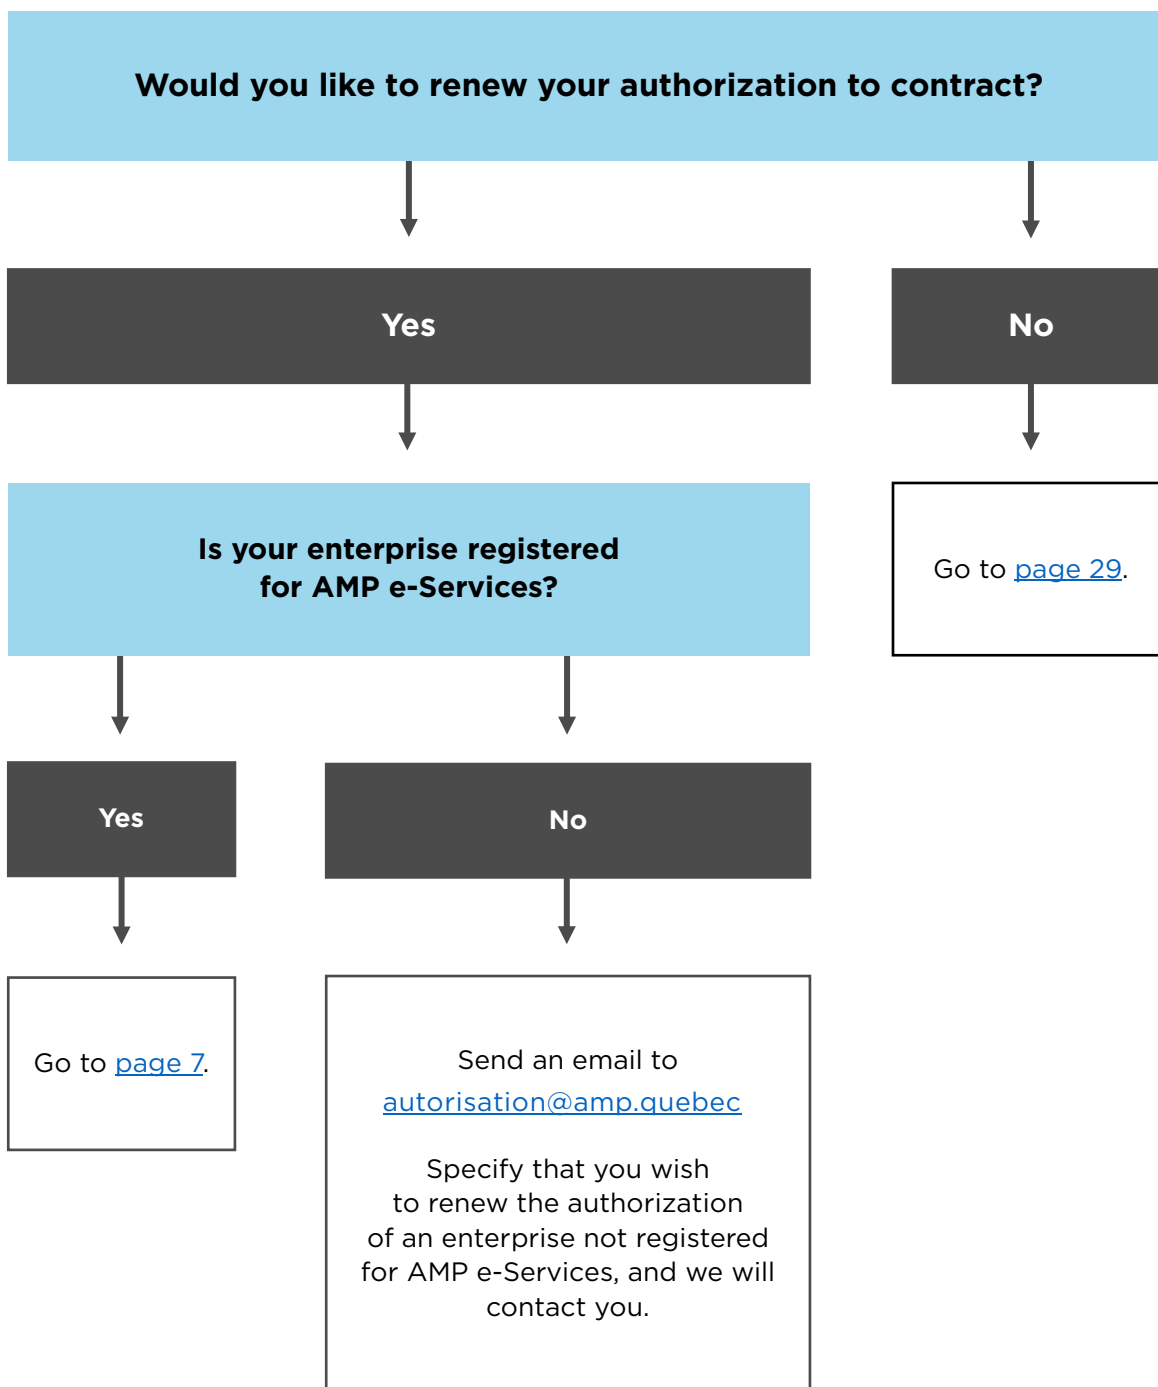 Would you like to renew your authorization to contract?
Yes
No
Is your enterprise registered
for AMP e-Services?
Go to page 29.
Yes
No
Go to page 7.
Send an email to
autorisation@amp.quebec
Specify that you wish
to renew the authorization
of an enterprise not registered
for AMP e-Services, and we will
contact you.